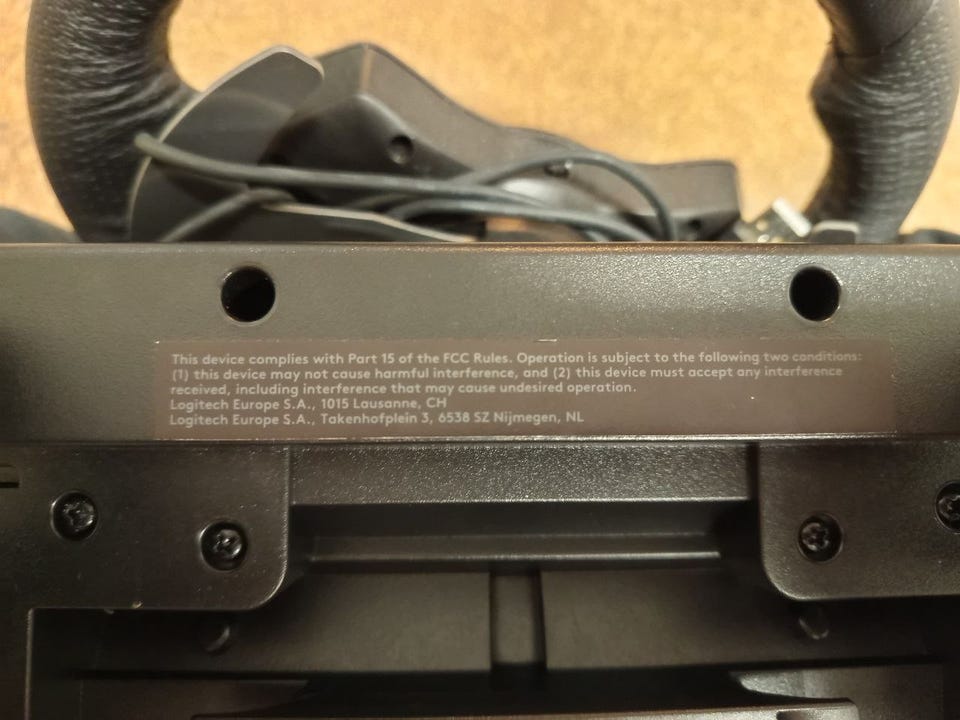 This device complies with Part 15 of the FCC Rules. Operation is subject to the following two conditions:
(1) this device may not cause harmful interference, and (2) this device must accept any interference
received, including interference that may cause undesired operation.
Logitech Europe S.A., 1015 Lausanne, CH
Logitech Europe S.A., Takenhofplein 3, 6538 SZ Nijmegen, NL